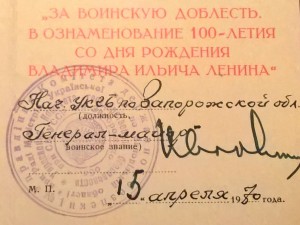 "ЗА ВОИНСКУЮ ДОБЛЕСТЬ.
В ОЗНАМЕНОВАНИЕ 100-ЛЕТИЯ
СО ДНЯ РОЖДЕНИЯ
ВЛАДИМИРА ИЛЬИЧА ЛЕНИНА"
Нач УКГБ по Запорожской обл.
(должность,
Генерал-майор
воинское звание)
М. П.
"15" апреля 1970 года.